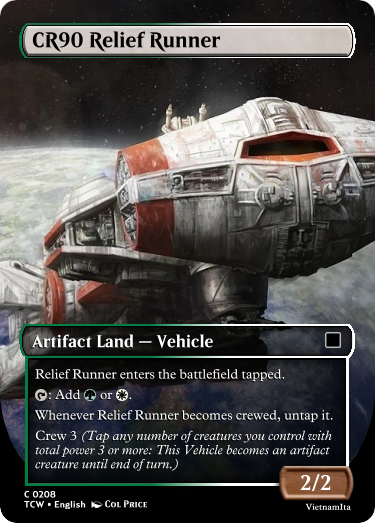 CR90 Relief Runner
Artifact Land — Vehicle
Relief Runner enters the battlefield tapped.
: Add or .
Whenever Relief Runner becomes crewed, untap it.
Crew 3 (Tap any number of creatures you control with
total power 3 or more: This Vehicle becomes an artifact
creature until end of turn.)
2/2
C 0208
TCW • English Col Price
VietnamIta